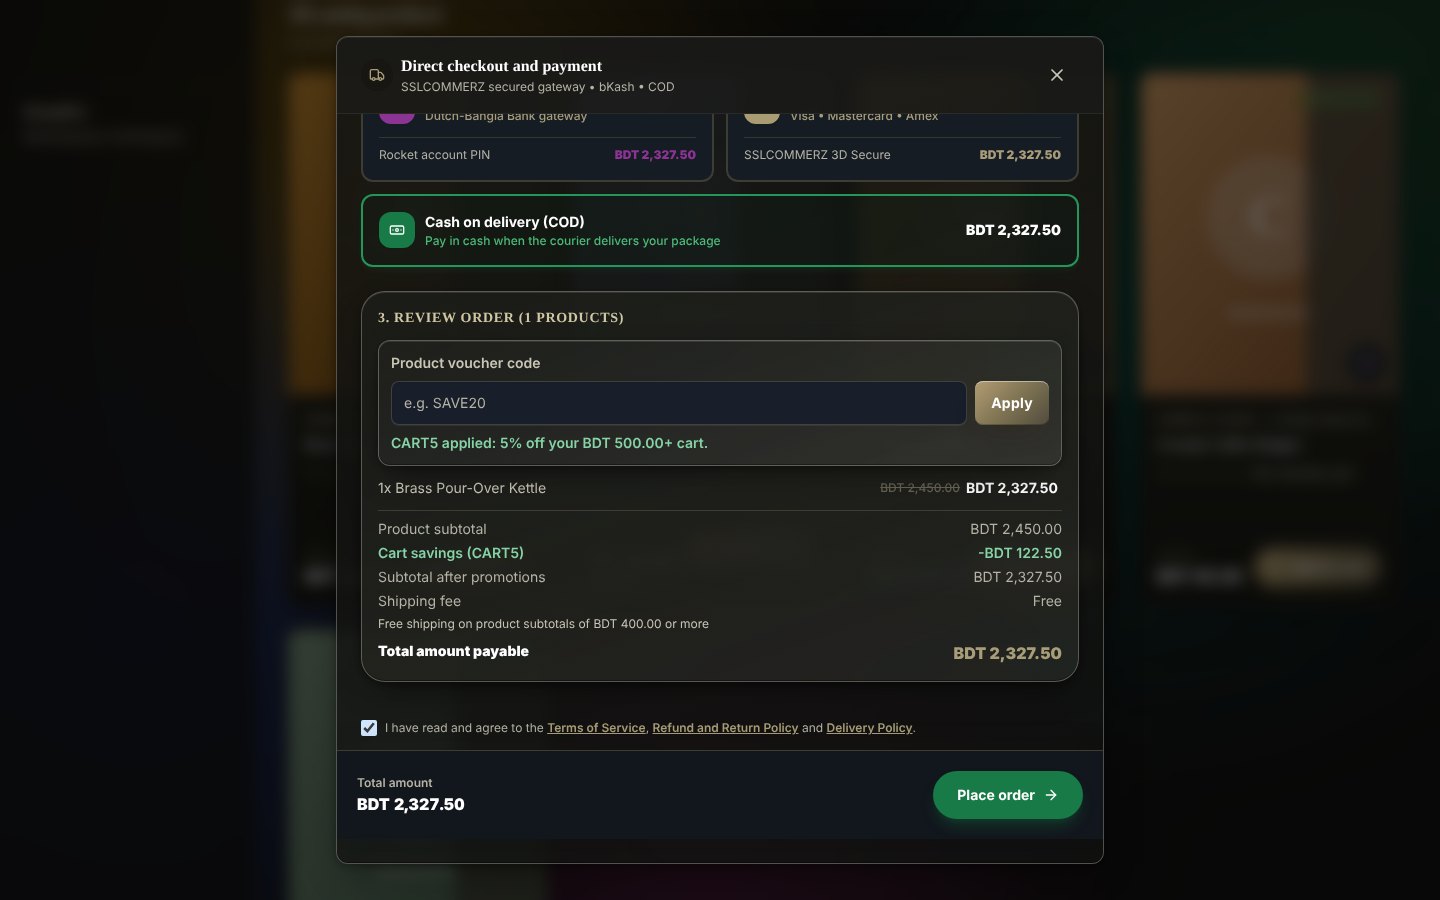 Direct checkout and payment
SSLCOMMERZ secured gateway • bKash • COD
Dutch-Bangla Bank gateway
Visa • Mastercard • Amex
Rocket account PIN BDT 2,327.50
SSLCOMMERZ 3D Secure BDT 2,327.50
Cash on delivery (COD)
Pay in cash when the courier delivers your package
BDT 2,327.50
3. REVIEW ORDER (1 PRODUCTS)
Product voucher code
e.g. SAVE20
Apply
CART5 applied: 5% off your BDT 500.00+ cart.
1x Brass Pour-Over Kettle BDT 2,450.00 BDT 2,327.50
Product subtotal BDT 2,450.00
Cart savings (CART5) -BDT 122.50
Subtotal after promotions BDT 2,327.50
Shipping fee Free
Free shipping on product subtotals of BDT 400.00 or more
Total amount payable BDT 2,327.50
I have read and agree to the Terms of Service, Refund and Return Policy and Delivery Policy.
Total amount
BDT 2,327.50
Place order